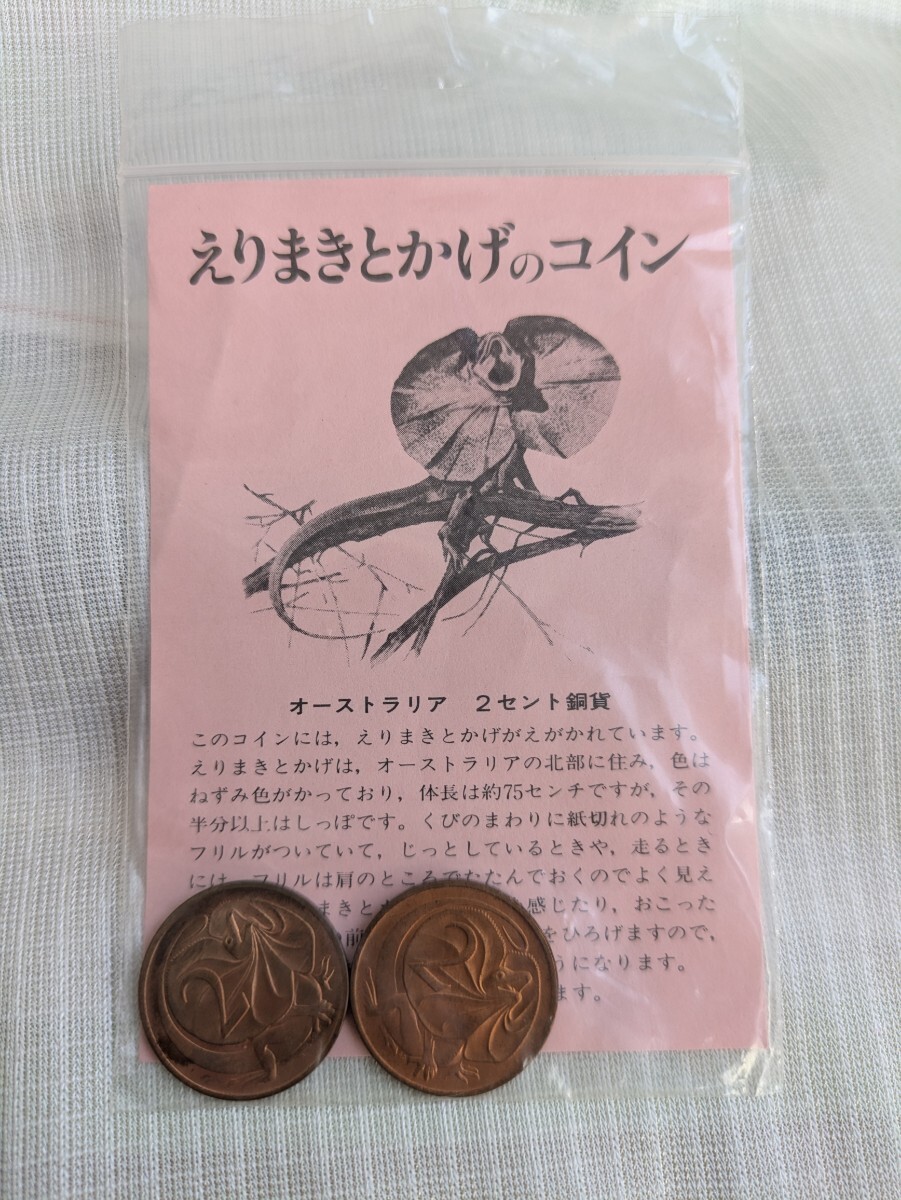 えりまきとかげのコイン
オーストラリア 2セント銅貨
このコインには，えりまきとかげがえがかれています。
えりまきとかげは，オーストラリアの北部に住み，色は
ねずみ色がかっており，体長は約75センチですが，その
半分以上はしっぽです。くびのまわりに紙切れのような
フリルがついていて，じっとしているときや，走るとき
には，フリルは肩のところでたたんでおくのでよく見え
まきと 感じたり，おこった
前 をひろげますので，
うになります。
ます。
2
2